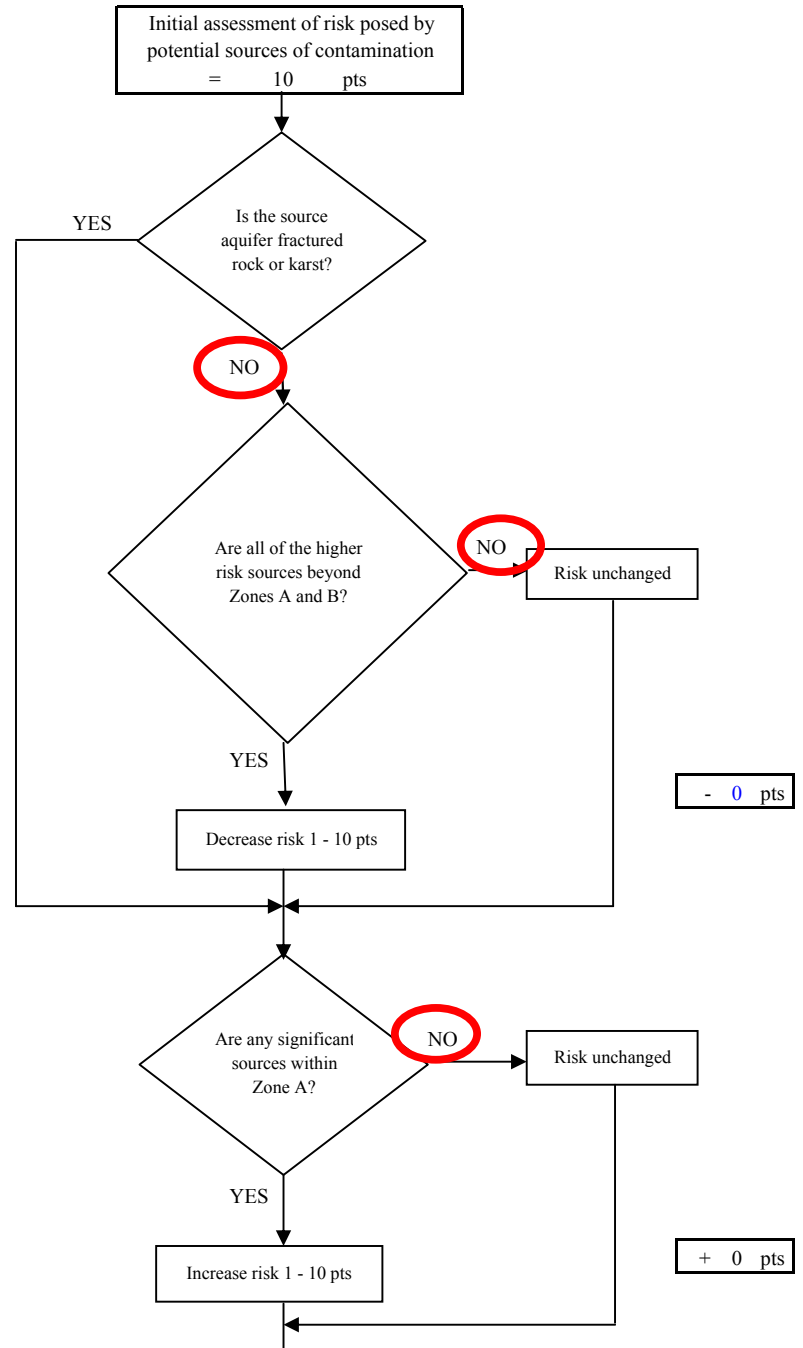 Initial assessment of risk posed by
potential sources of contamination
= 10 pts
YES
Is the source
aquifer fractured
rock or karst?
NO
Are all of the higher
risk sources beyond
Zones A and B?
NO
Risk unchanged
YES
- 0 pts
Decrease risk 1 - 10 pts
Are any significant
sources within
Zone A?
NO
Risk unchanged
YES
+ 0 pts
Increase risk 1 - 10 pts